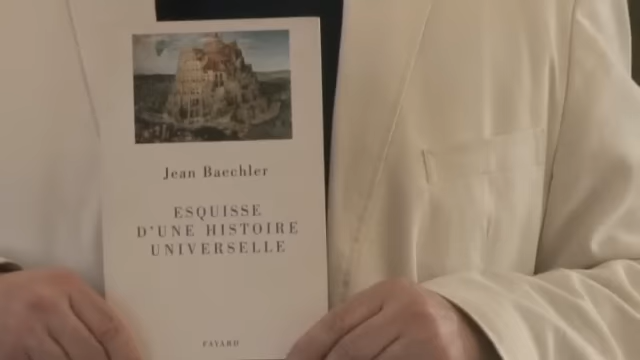 Jean Baechler
ESQUISSE
D'UNE HISTOIRE
UNIVERSELLE
FAYARD